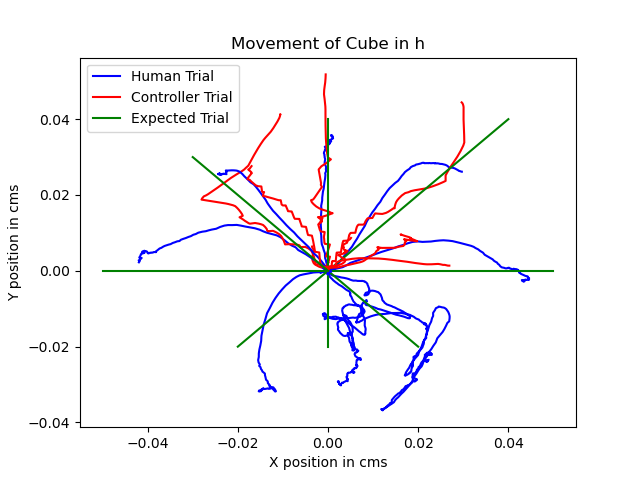 Movement of Cube in h
Human Trial
Controller Trial
Expected Trial
0.04
0.02
0.00
−0.02
−0.04
Y position in cms
−0.04 −0.02 0.00 0.02 0.04
X position in cms